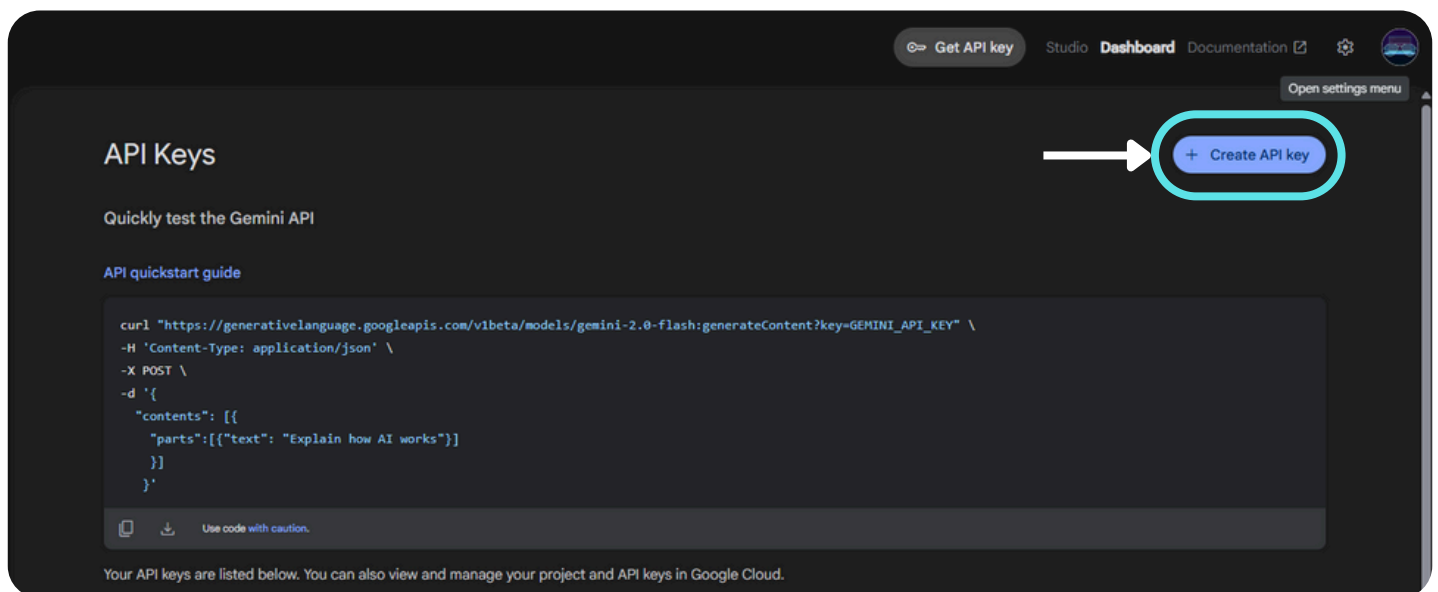 Get API key Studio Dashboard Documentation
Open settings menu
API Keys
+ Create API key
Quickly test the Gemini API
API quickstart guide
curl "https://generativelanguage.googleapis.com/v1beta/models/gemini-2.0-flash:generateContent?key=GEMINI_API_KEY" \
-H 'Content-Type: application/json' \
-X POST \
-d '{
"contents": [{
"parts":[{"text": "Explain how AI works"}]
}]
}'
Use code with caution.
Your API keys are listed below. You can also view and manage your project and API keys in Google Cloud.